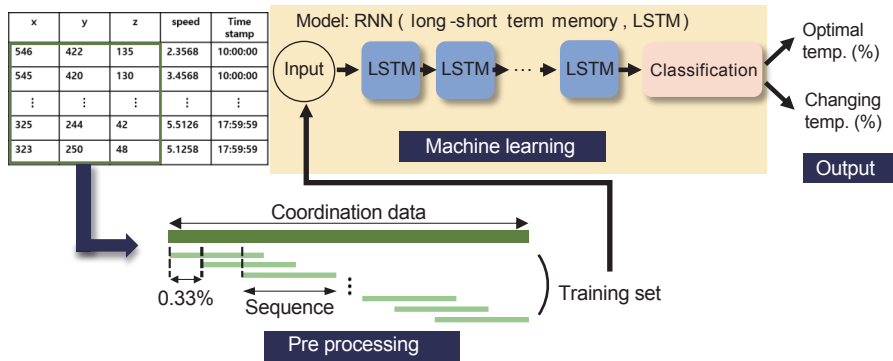 x y z speed Time stamp
546 422 135 2.3568 10:00:00
545 420 130 3.4568 10:00:00
⋮ ⋮ ⋮ ⋮ ⋮
325 244 42 5.5126 17:59:59
323 250 48 5.1258 17:59:59
Model: RNN ( long-short term memory , LSTM)
Input
LSTM
LSTM
...
LSTM
Classification
Optimal
temp. (%)
Changing
temp. (%)
Machine learning
Output
Coordination data
0.33%
Sequence
⋮
Training set
Pre processing